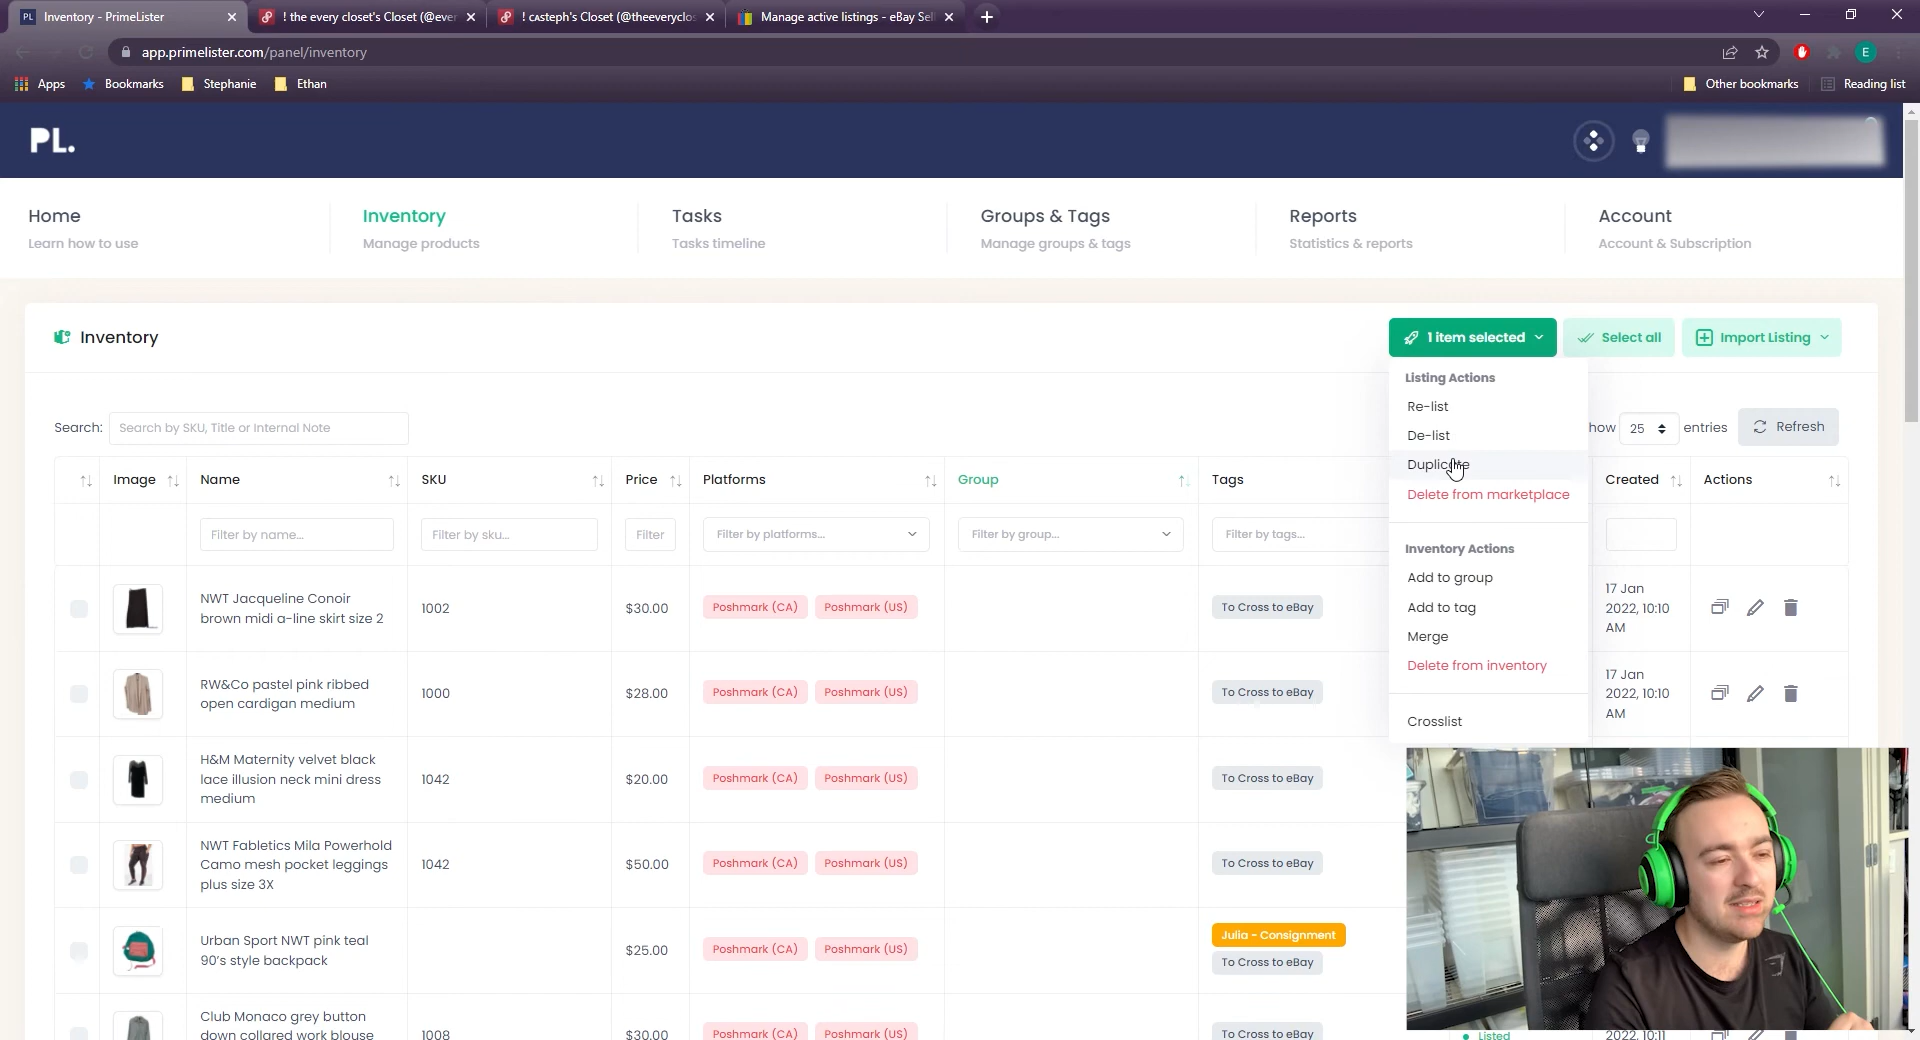 Inventory - PrimeLister
! the every closet's Closet (@ever
! cᴀsteph's Closet (@theeveryclos
Manage active listings - eBay Sell
app.primelister.com/panel/inventory
E
Apps
Bookmarks
Stephanie
Ethan
Other bookmarks
Reading list
PL.
Home
Learn how to use
Inventory
Manage products
Tasks
Tasks timeline
Groups & Tags
Manage groups & tags
Reports
Statistics & reports
Account
Account & Subscription
Inventory
1 item selected
Select all
Import Listing
Listing Actions
Re-list
De-list
Duplicate
Delete from marketplace
Inventory Actions
Add to group
Add to tag
Merge
Delete from inventory
Crosslist
Search:
Search by SKU, Title or Internal Note
how
25
entries
Refresh
Image
Name
SKU
Price
Platforms
Group
Tags
Created
Actions
Filter by name...
Filter by sku...
Filter
Filter by platforms...
Filter by group...
Filter by tags...
NWT Jacqueline Conoir
brown midi a-line skirt size 2
1002
$30.00
Poshmark (CA)
Poshmark (US)
To Cross to eBay
17 Jan
2022, 10:10
AM
RW&Co pastel pink ribbed
open cardigan medium
1000
$28.00
Poshmark (CA)
Poshmark (US)
To Cross to eBay
17 Jan
2022, 10:10
AM
H&M Maternity velvet black
lace illusion neck mini dress
medium
1042
$20.00
Poshmark (CA)
Poshmark (US)
To Cross to eBay
NWT Fabletics Mila Powerhold
Camo mesh pocket leggings
plus size 3X
1042
$50.00
Poshmark (CA)
Poshmark (US)
To Cross to eBay
Urban Sport NWT pink teal
90's style backpack
$25.00
Poshmark (CA)
Poshmark (US)
Julia - Consignment
To Cross to eBay
Club Monaco grey button
down collared work blouse
1008
$30.00
Poshmark (CA)
Poshmark (US)
To Cross to eBay
Listed
2022, 10:11